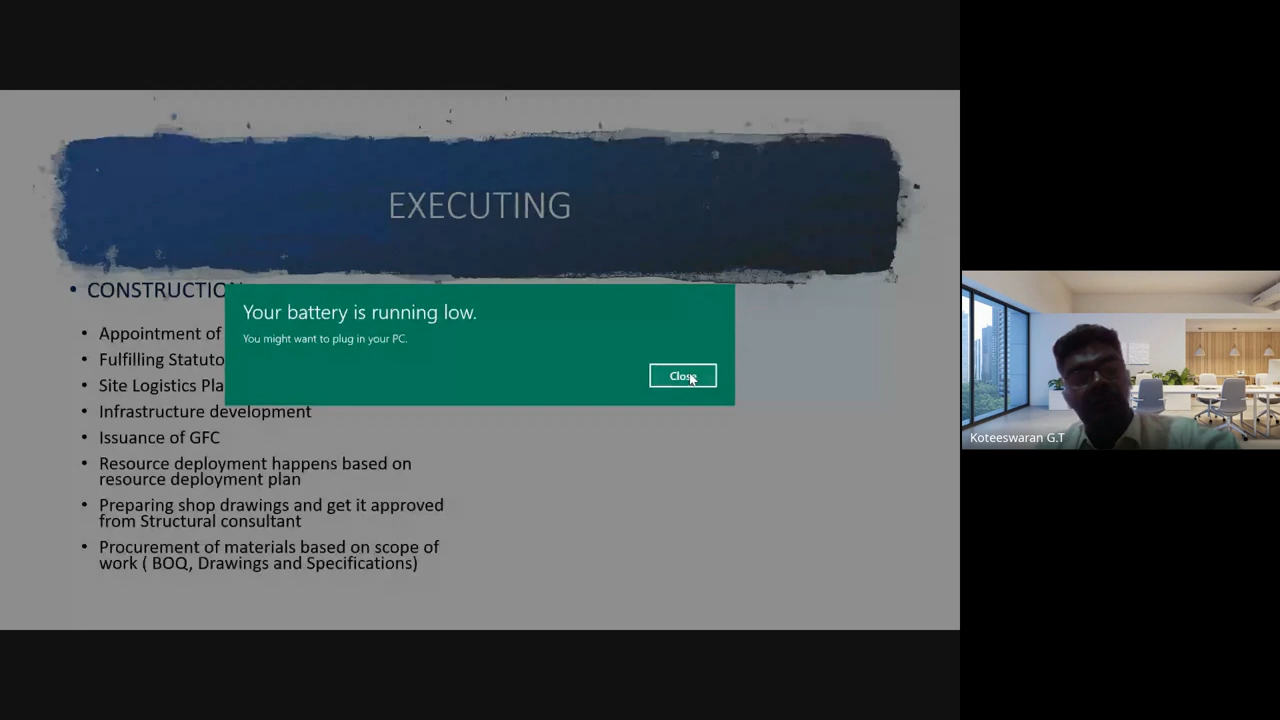 EXECUTING
• CONSTRUCTION
Your battery is running low.
You might want to plug in your PC.
Close
• Appointment of
• Fulfilling Statuto
• Site Logistics Pla
• Infrastructure development
• Issuance of GFC
• Resource deployment happens based on
resource deployment plan
• Preparing shop drawings and get it approved
from Structural consultant
• Procurement of materials based on scope of
work ( BOQ, Drawings and Specifications)
Koteeswaran G.T